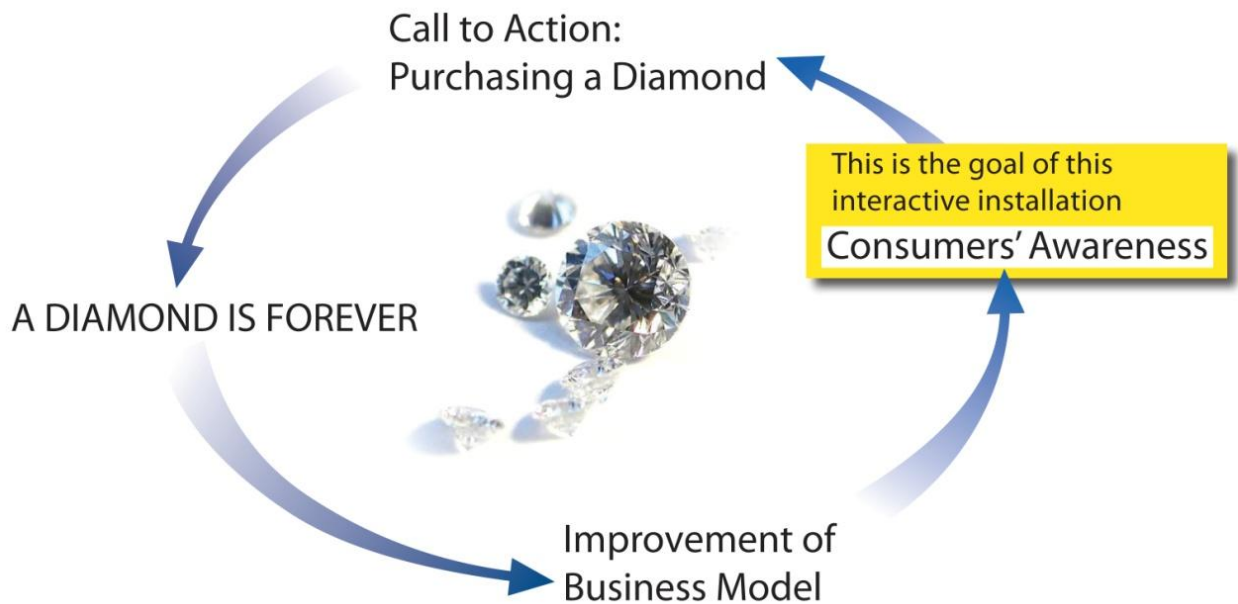 Call to Action:
Purchasing a Diamond
This is the goal of this
interactive installation
Consumers’ Awareness
A DIAMOND IS FOREVER
Improvement of
Business Model